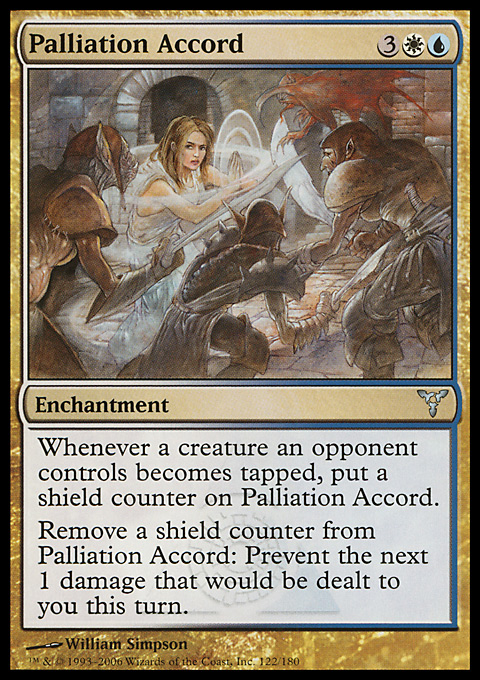 Palliation Accord 3
Enchantment
Whenever a creature an opponent
controls becomes tapped, put a
shield counter on Palliation Accord.
Remove a shield counter from
Palliation Accord: Prevent the next
1 damage that would be dealt to
you this turn.
William Simpson
™ & © 1993–2006 Wizards of the Coast, Inc. 122/180